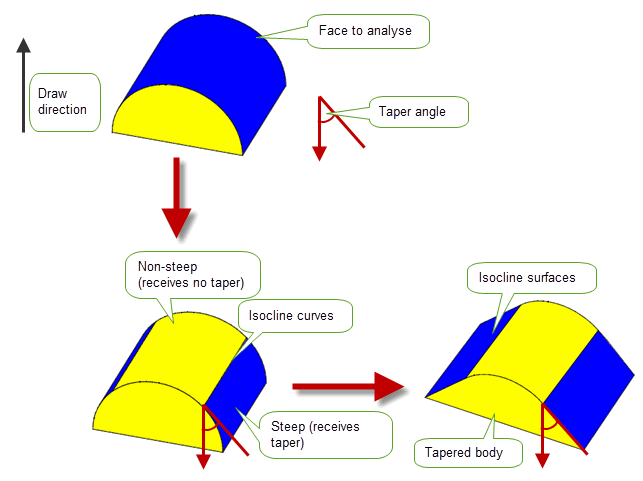 Face to analyse
Draw
direction
Taper angle
Non-steep
(receives no taper)
Isocline curves
Isocline surfaces
Steep (receives
taper)
Tapered body